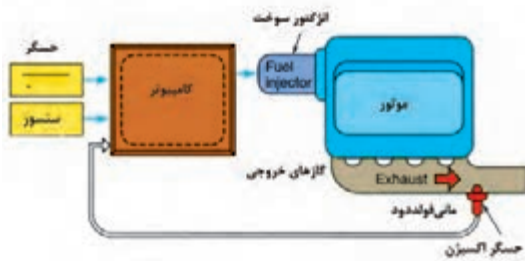 انژکتور سوخت
حسگر
Fuel
injector
کامپیوتر
موتور
سنسور
گازهای خروجی
Exhaust
مانی‌فولددود
حسگر اکسیژن